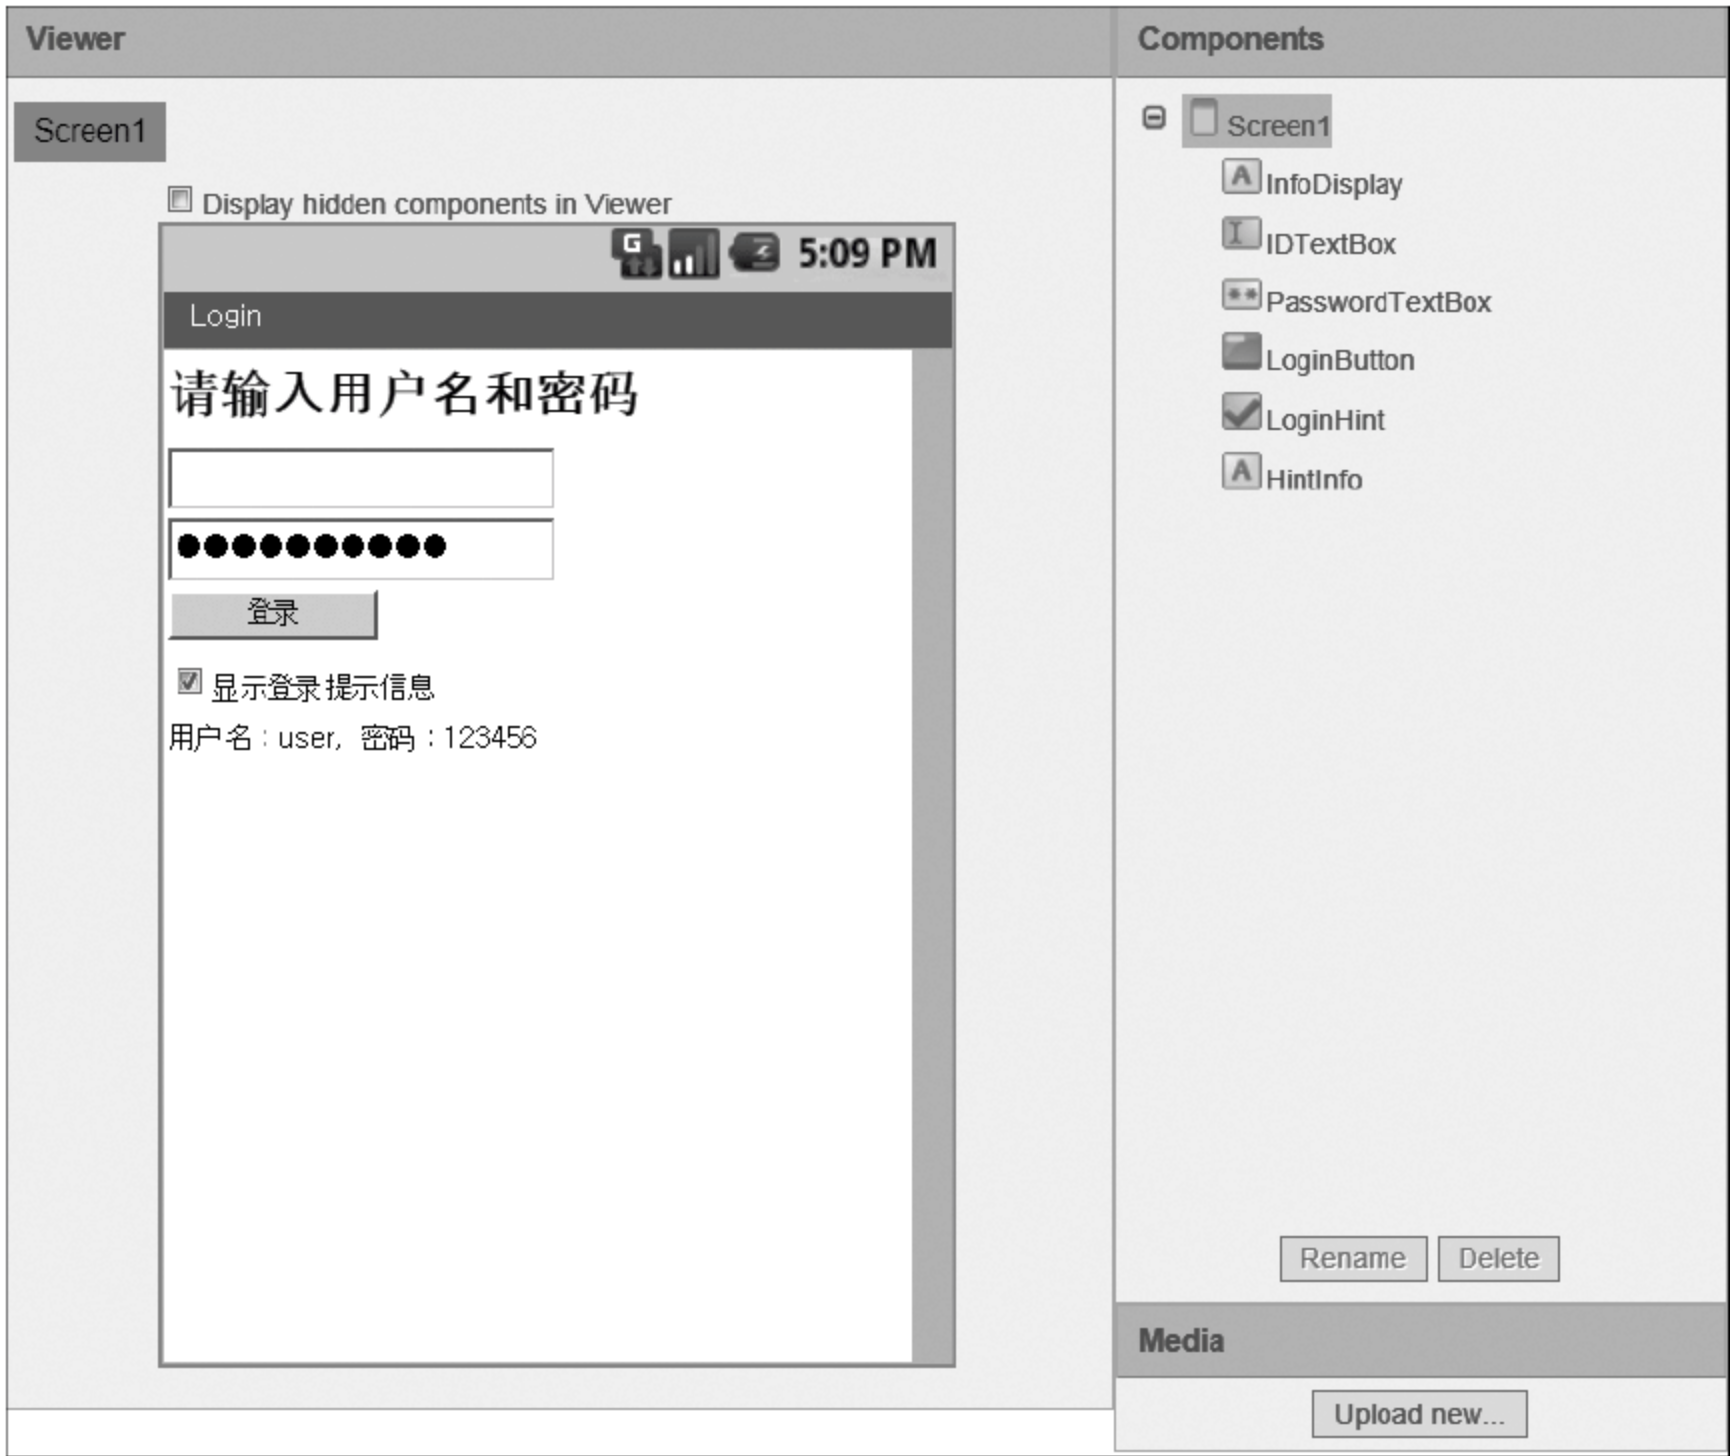 Viewer
Screen1
Display hidden components in Viewer
G
5:09 PM
Login
请输入用户名和密码
●●●●●●●●●●
登录
显示登录提示信息
用户名:user, 密码:123456
Components
Screen1
A InfoDisplay
IDTextBox
** PasswordTextBox
LoginButton
LoginHint
A HintInfo
Rename Delete
Media
Upload new...